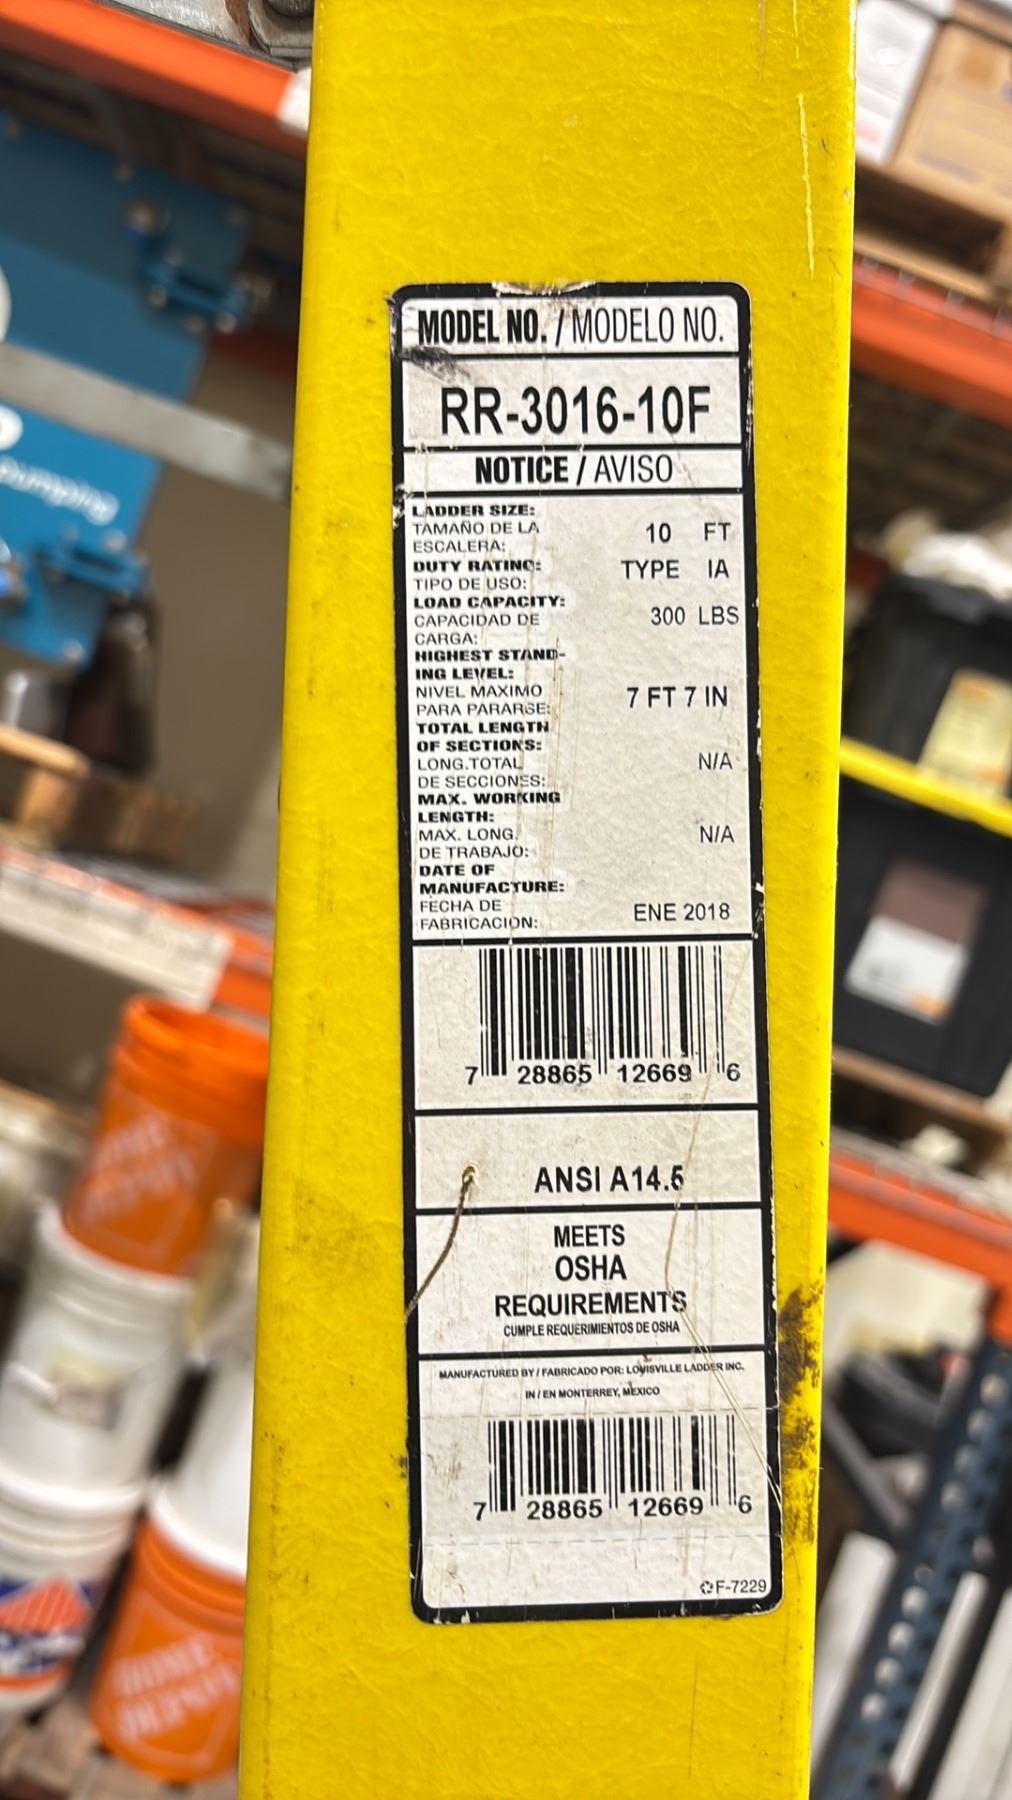 MODEL NO. / MODELO NO.
RR-3016-10F
NOTICE / AVISO
LADDER SIZE:
TAMAÑO DE LA 10 FT
ESCALERA:
DUTY RATING: TYPE IA
TIPO DE USO:
LOAD CAPACITY:
CAPACIDAD DE 300 LBS
CARGA:
HIGHEST STAND-
ING LEVEL:
NIVEL MAXIMO 7 FT 7 IN
PARA PARARSE:
TOTAL LENGTH
OF SECTIONS:
LONG.TOTAL N/A
DE SECCIONES:
MAX. WORKING
LENGTH:
MAX. LONG. N/A
DE TRABAJO:
DATE OF
MANUFACTURE:
FECHA DE ENE 2018
FABRICACION:
7 28865 12669 6
ANSI A14.5
MEETS
OSHA
REQUIREMENTS
CUMPLE REQUERIMIENTOS DE OSHA
MANUFACTURED BY / FABRICADO POR: LOUISVILLE LADDER INC.
IN / EN MONTERREY, MEXICO
7 28865 12669 6
F-7229
pumping
HOME
DEPOT
HOME
DEPOT